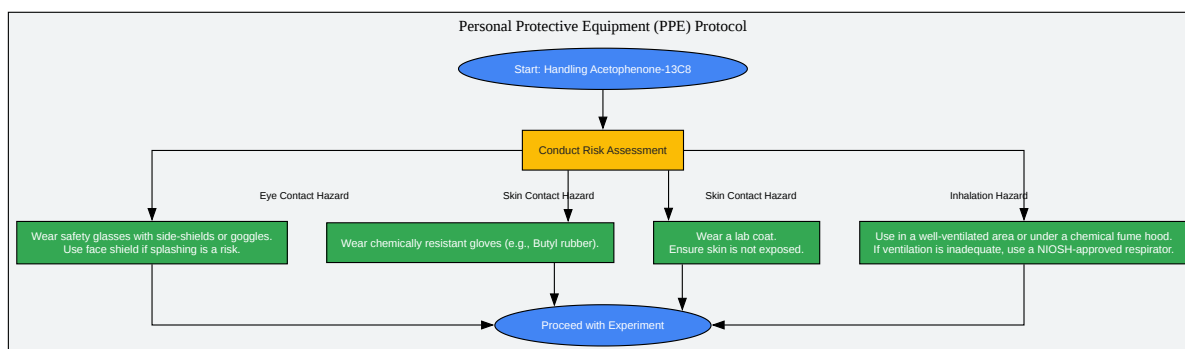 Personal Protective Equipment (PPE) Protocol
Start: Handling Acetophenone-13C8
Conduct Risk Assessment
Eye Contact Hazard
Skin Contact Hazard
Skin Contact Hazard
Inhalation Hazard
Wear safety glasses with side-shields or goggles.
Use face shield if splashing is a risk.
Wear chemically resistant gloves (e.g., Butyl rubber).
Wear a lab coat.
Ensure skin is not exposed.
Use in a well-ventilated area or under a chemical fume hood.
If ventilation is inadequate, use a NIOSH-approved respirator.
Proceed with Experiment